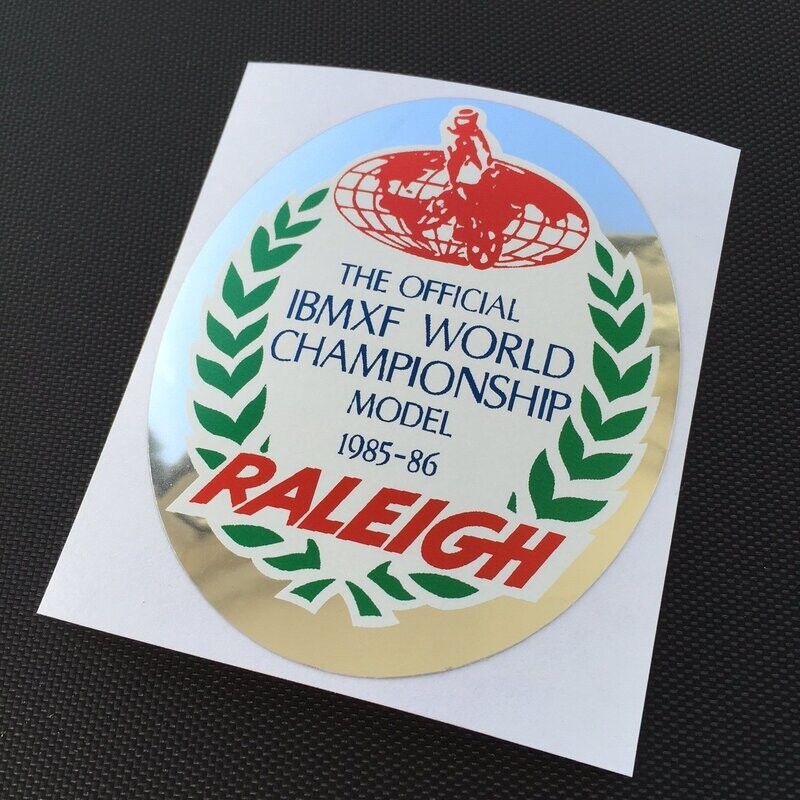 THE OFFICIAL
IBMXF WORLD
CHAMPIONSHIP
MODEL
1985-86
RALEIGH